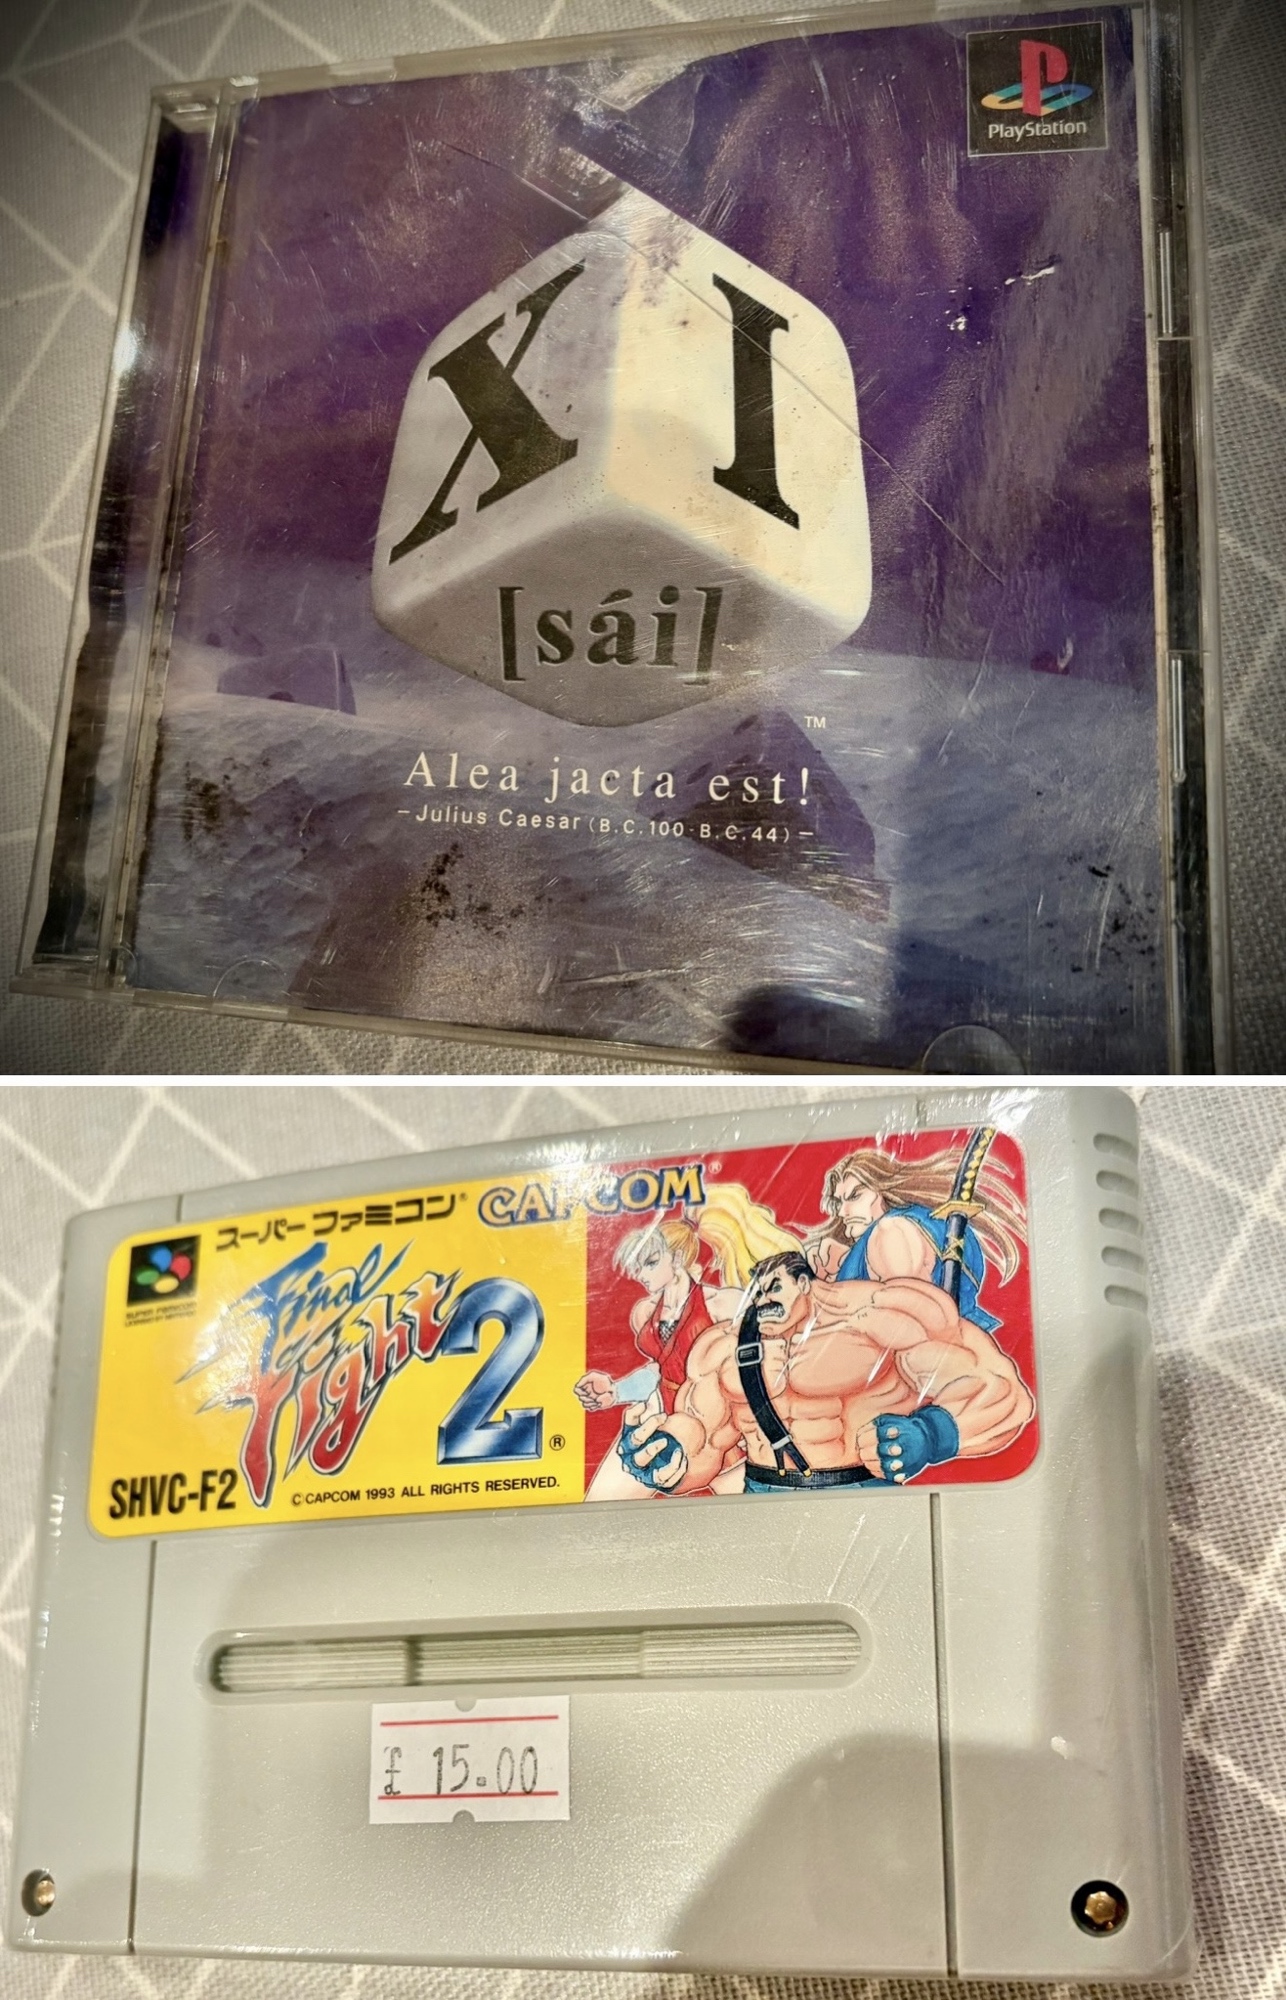 PlayStation
X I
[sái]
TM
Alea jacta est!
–Julius Caesar (B.C.100-B.C.44)–
スーパーファミコン®
CAPCOM®
SUPER FAMICOM
Final
Fight 2®
SHVC-F2
©CAPCOM 1993 ALL RIGHTS RESERVED.
£ 15.00